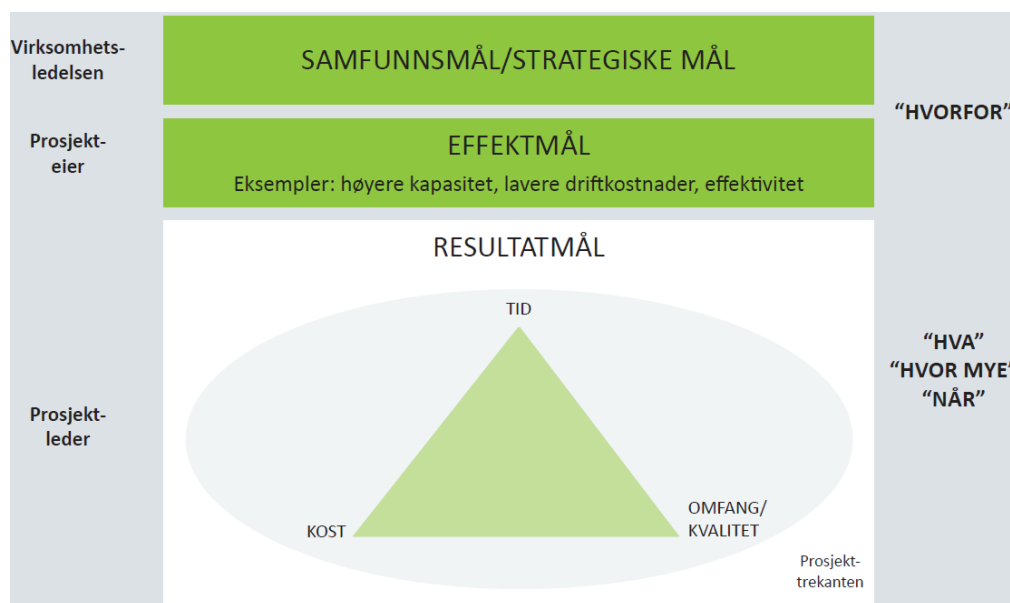 Virksomhets-
ledelsen
SAMFUNNSMÅL/STRATEGISKE MÅL
“HVORFOR”
Prosjekt-
eier
EFFEKTMÅL
Eksempler: høyere kapasitet, lavere driftkostnader, effektivitet
RESULTATMÅL
TID
“HVA”
“HVOR MYE”
“NÅR”
Prosjekt-
leder
KOST
OMFANG/
KVALITET
Prosjekt-
trekanten